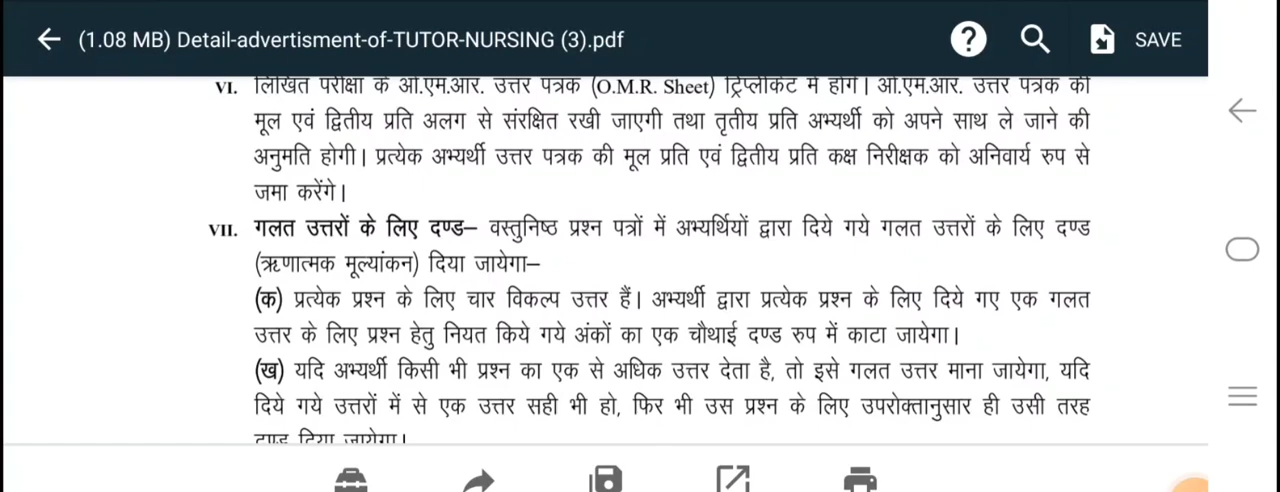 (1.08 MB) Detail-advertisment-of-TUTOR-NURSING (3).pdf
SAVE
VI. लिखित परीक्षा के ओ.एम.आर. उत्तर पत्रक (O.M.R. Sheet) ट्रिप्लीकेट में होगी। ओ.एम.आर. उत्तर पत्रक की
मूल एवं द्वितीय प्रति अलग से संरक्षित रखी जाएगी तथा तृतीय प्रति अभ्यर्थी को अपने साथ ले जाने की
अनुमति होगी। प्रत्येक अभ्यर्थी उत्तर पत्रक की मूल प्रति एवं द्वितीय प्रति कक्ष निरीक्षक को अनिवार्य रुप से
जमा करेंगे।
VII. गलत उत्तरों के लिए दण्ड– वस्तुनिष्ठ प्रश्न पत्रों में अभ्यर्थियों द्वारा दिये गये गलत उत्तरों के लिए दण्ड
(ऋणात्मक मूल्यांकन) दिया जायेगा–
(क) प्रत्येक प्रश्न के लिए चार विकल्प उत्तर हैं। अभ्यर्थी द्वारा प्रत्येक प्रश्न के लिए दिये गए एक गलत
उत्तर के लिए प्रश्न हेतु नियत किये गये अंकों का एक चौथाई दण्ड रुप में काटा जायेगा।
(ख) यदि अभ्यर्थी किसी भी प्रश्न का एक से अधिक उत्तर देता है, तो इसे गलत उत्तर माना जायेगा, यदि
दिये गये उत्तरों में से एक उत्तर सही भी हो, फिर भी उस प्रश्न के लिए उपरोक्तानुसार ही उसी तरह
दण्ड दिया जायेगा।